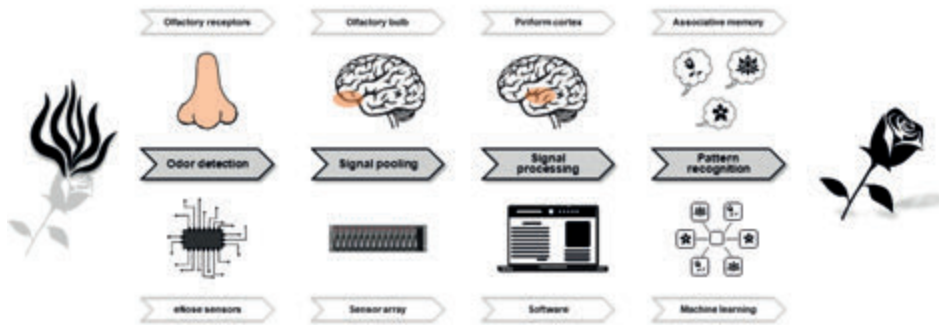 Olfactory receptors
Olfactory bulb
Piriform cortex
Associative memory
Odor detection
Signal pooling
Signal
processing
Pattern
recognition
eNose sensors
Sensor array
Software
Machine learning